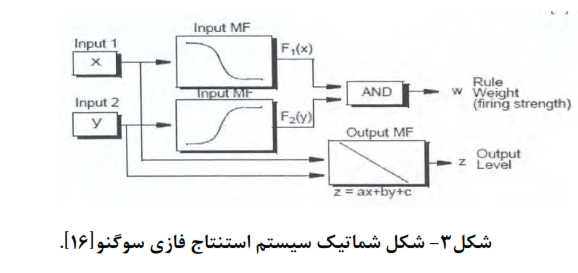 Input MF
Input 1
x
F₁(x)
Input MF
Input 2
y
F₂(y)
AND
w
Rule
Weight
(firing strength)
Output MF
z
Output
Level
z = ax+by+c
شکل۳- شکل شماتیک سیستم استنتاج فازی سوگنو[۱۶].